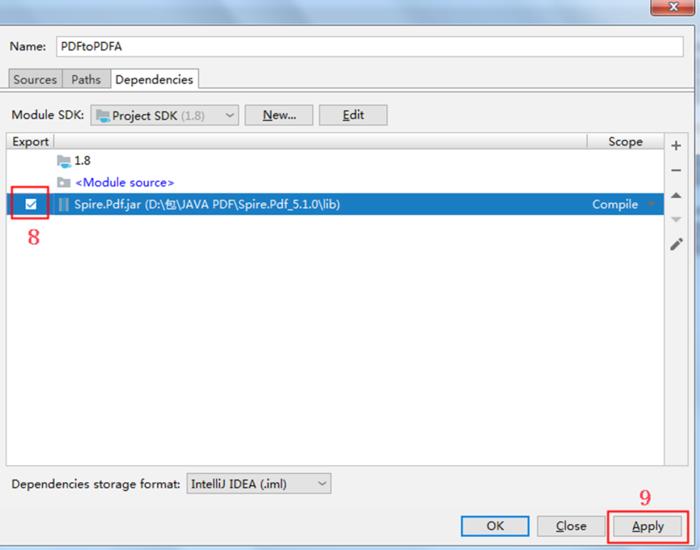 Name: PDFtoPDFA
Sources Paths Dependencies
Module SDK: Project SDK (1.8) New... Edit
Export Scope
1.8
<Module source>
Spire.Pdf.jar (D:\包\JAVA PDF\Spire.Pdf_5.1.0\lib) Compile
8
Dependencies storage format: IntelliJ IDEA (.iml)
9
OK Close Apply